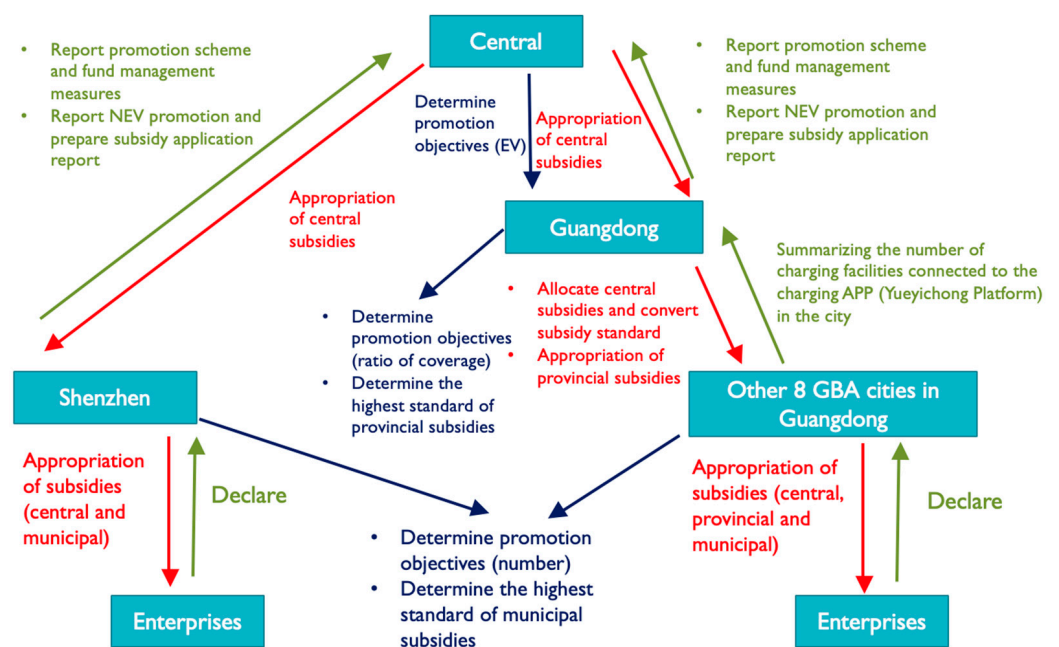 Central
• Report promotion scheme
and fund management
measures
• Report NEV promotion and
prepare subsidy application
report
• Report promotion scheme
and fund management
measures
• Report NEV promotion and
prepare subsidy application
report
Determine
promotion
objectives (EV)
Appropriation
of central
subsidies
Appropriation
of central
subsidies
Guangdong
Summarizing the number of
charging facilities connected to the
charging APP (Yueyichong Platform)
in the city
• Determine
promotion objectives
(ratio of coverage)
• Determine the
highest standard of
provincial subsidies
• Allocate central
subsidies and convert
subsidy standard
• Appropriation of
provincial subsidies
Shenzhen
Other 8 GBA cities in
Guangdong
Appropriation
of subsidies
(central and
municipal)
Declare
Appropriation of
subsidies (central,
provincial and
municipal)
Declare
• Determine promotion
objectives (number)
• Determine the highest
standard of municipal
subsidies
Enterprises
Enterprises